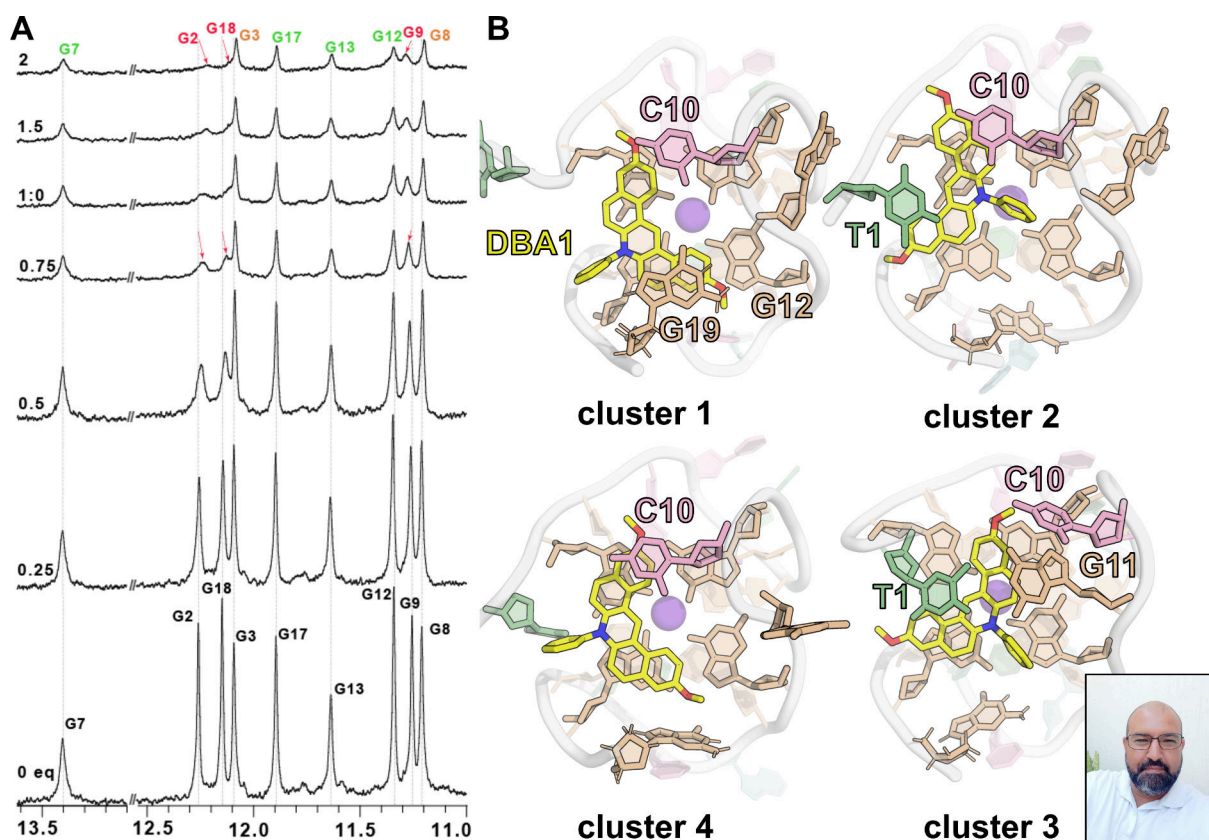 A
G7
G2
G18
G3
G17
G13
G12
G9
G8
2
1.5
1:0
0.75
0.5
0.25
G2
G18
G3
G17
G13
G12
G9
G8
G7
0 eq
13.5
13.0
12.5
12.0
11.5
11.0
B
C10
DBA1
G19
G12
cluster 1
C10
T1
cluster 2
C10
cluster 4
C10
T1
G11
cluster 3